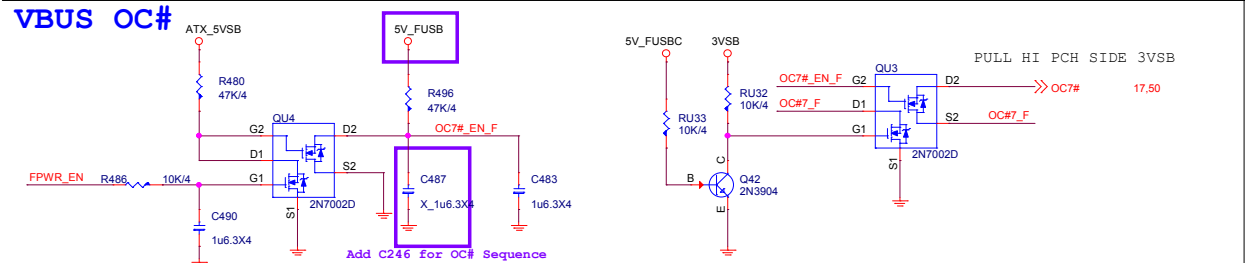 VBUS OC#
ATX_5VSB
5V_FUSB
5V_FUSBC
3VSB
PULL HI PCH SIDE 3VSB
R480
47K/4
R496
47K/4
QU4
G2
D2
OC7#_EN_F
D1
S2
G1
S1
2N7002D
FPWR_EN
R486
10K/4
C490
1u6.3X4
C487
X_1u6.3X4
C483
1u6.3X4
Add C246 for OC# Sequence
RU33
10K/4
RU32
10K/4
B
C
E
Q42
2N3904
QU3
OC7#_EN_F
G2
D2
OC7#
17,50
OC#7_F
D1
S2
OC#7_F
G1
S1
2N7002D